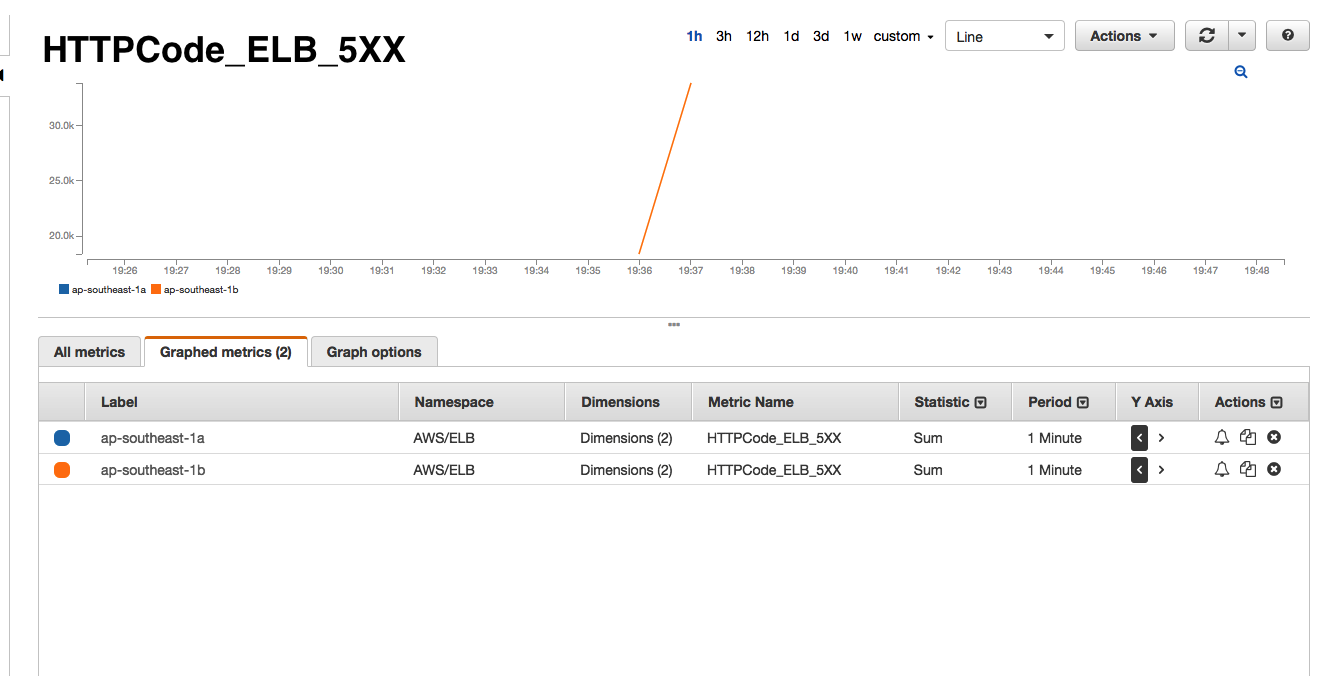 HTTPCode_ELB_5XX
1h 3h 12h 1d 3d 1w custom Line Actions
30.0k
25.0k
20.0k
19:26 19:27 19:28 19:29 19:30 19:31 19:32 19:33 19:34 19:35 19:36 19:37 19:38 19:39 19:40 19:41 19:42 19:43 19:44 19:45 19:46 19:47 19:48
ap-southeast-1a ap-southeast-1b
All metrics Graphed metrics (2) Graph options
Label Namespace Dimensions Metric Name Statistic Period Y Axis Actions
ap-southeast-1a AWS/ELB Dimensions (2) HTTPCode_ELB_5XX Sum 1 Minute < >
ap-southeast-1b AWS/ELB Dimensions (2) HTTPCode_ELB_5XX Sum 1 Minute < >